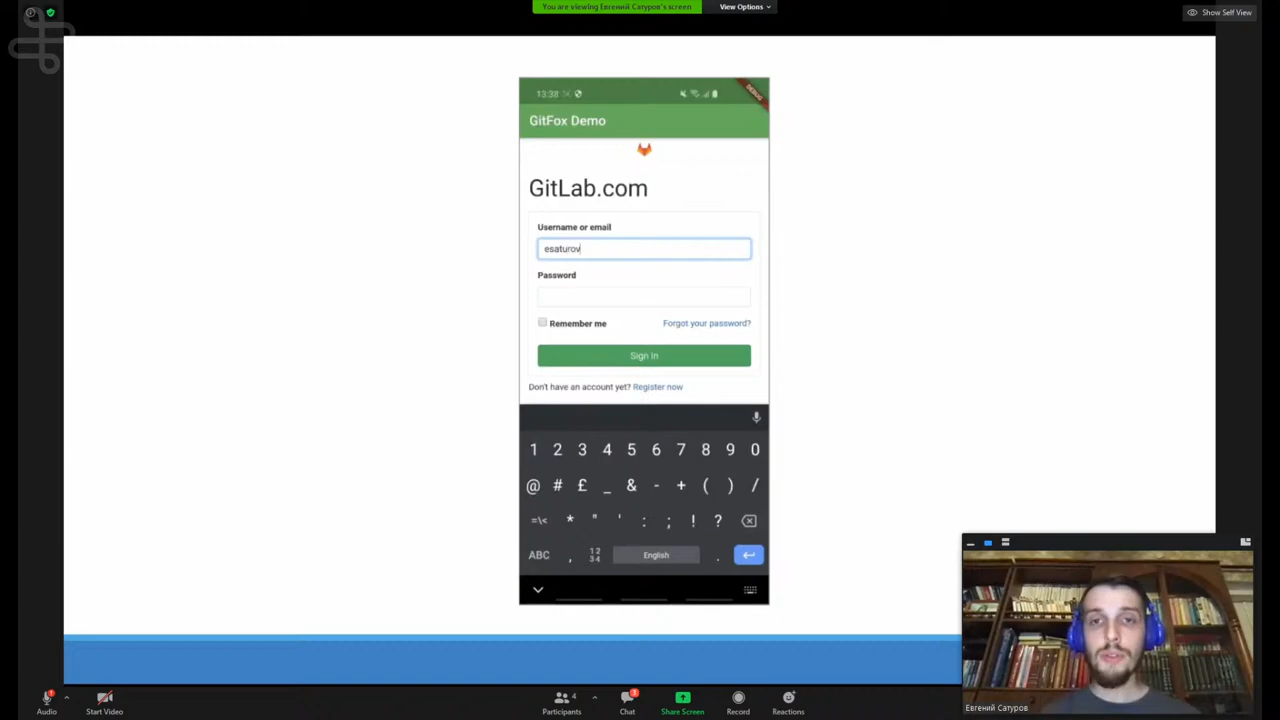 You are viewing Евгений Сатуров's screen
View Options
Show Self View
13:38
DEBUG
GitFox Demo
GitLab.com
Username or email
esaturov
Password
Remember me
Forgot your password?
Sign in
Don't have an account yet? Register now
1 2 3 4 5 6 7 8 9 0
@ # £ _ & - + ( ) /
=\< * " ' : ; ! ?
ABC , 12 34 English .
Евгений Сатуров
Audio
Start Video
Participants 4
Chat 3
Share Screen
Record
Reactions